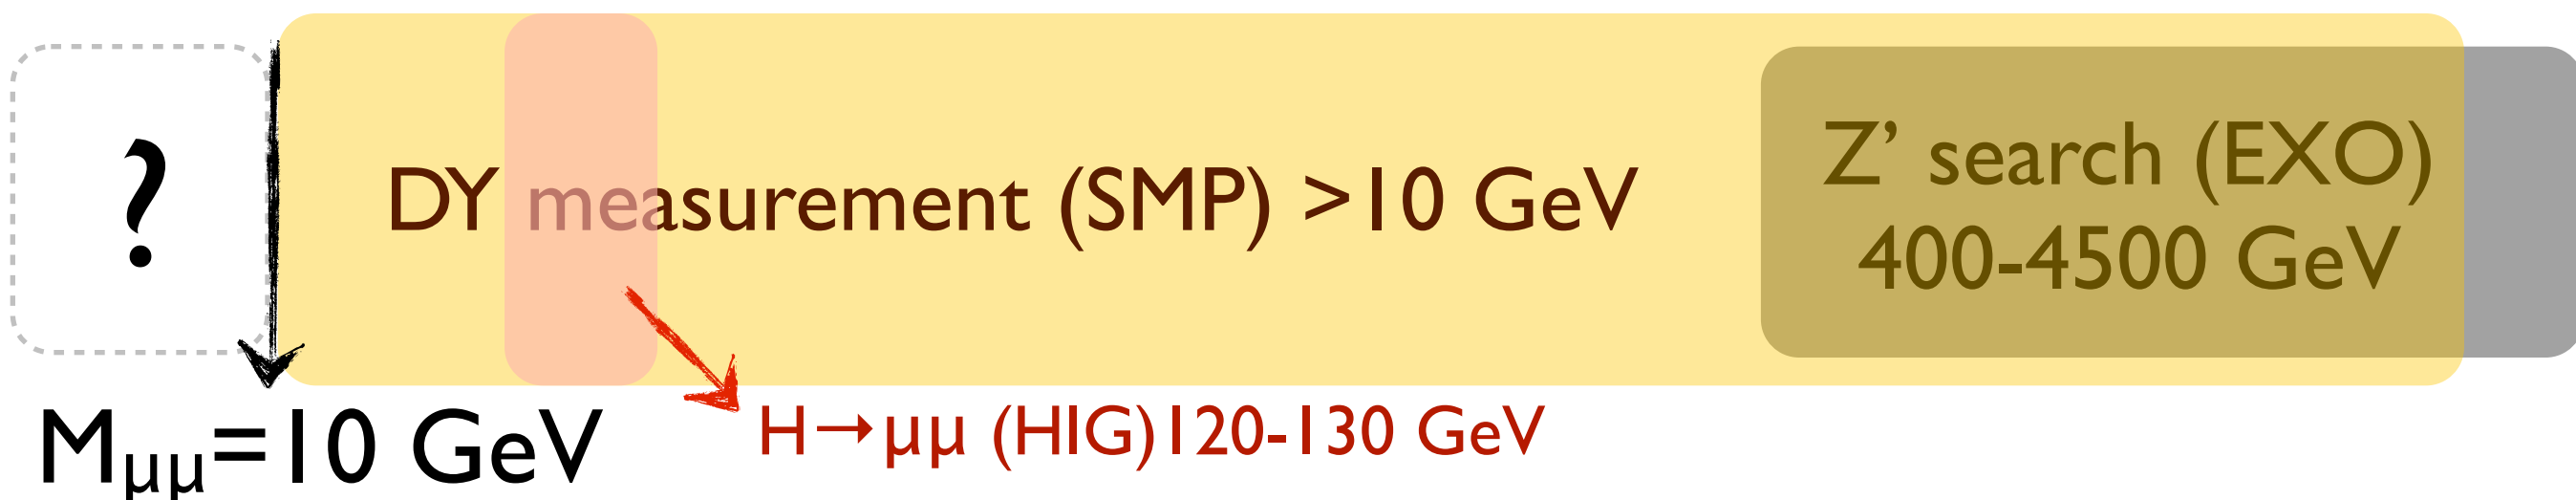 ?
DY measurement (SMP) >10 GeV
Z’ search (EXO)
400-4500 GeV
Mμμ=10 GeV
H→μμ (HIG)120-130 GeV